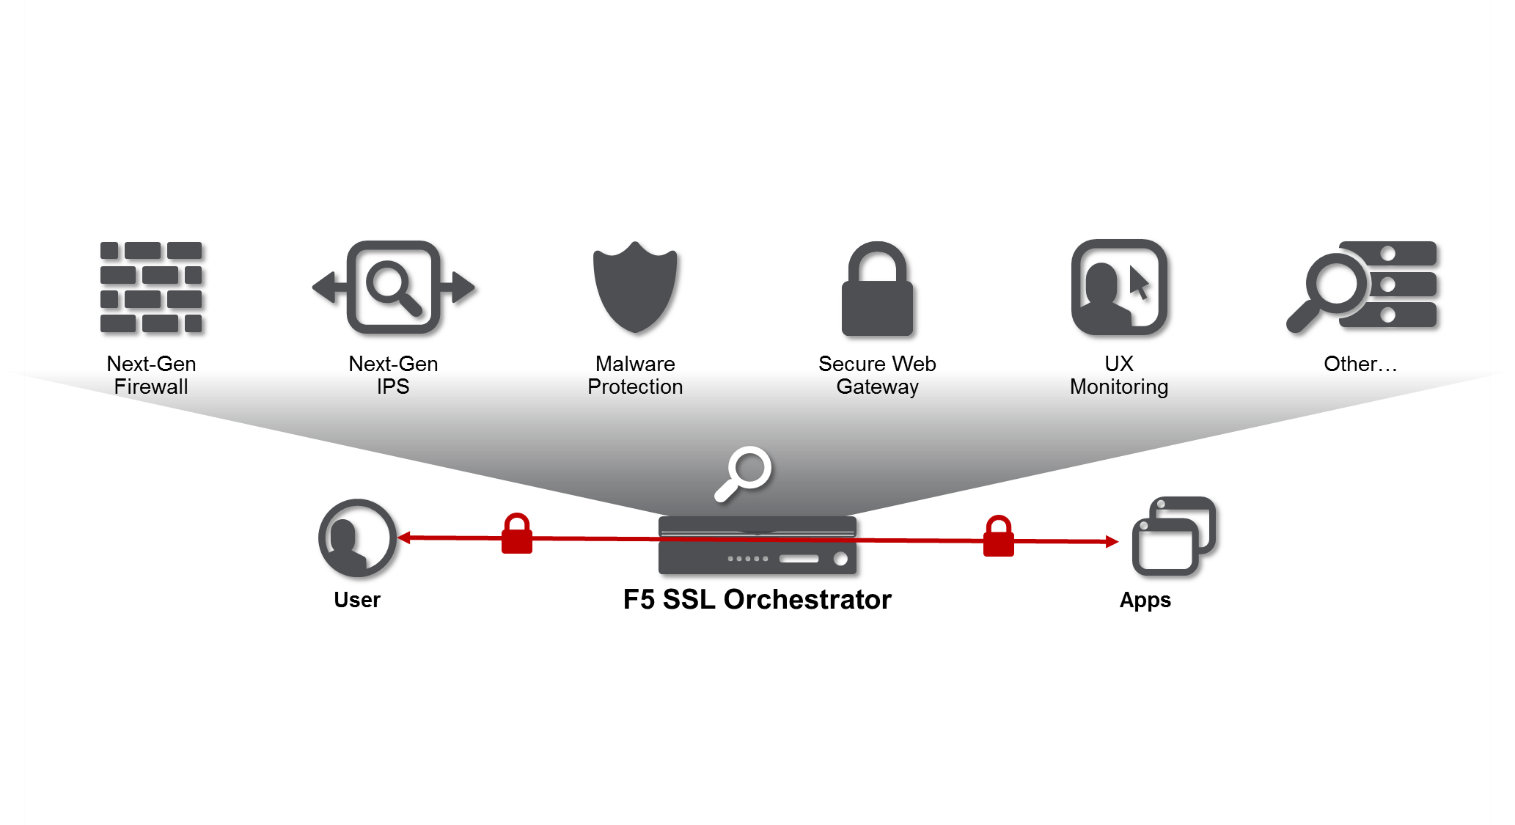 Next-Gen
Firewall
Next-Gen
IPS
Malware
Protection
Secure Web
Gateway
UX
Monitoring
Other…
User
F5 SSL Orchestrator
Apps